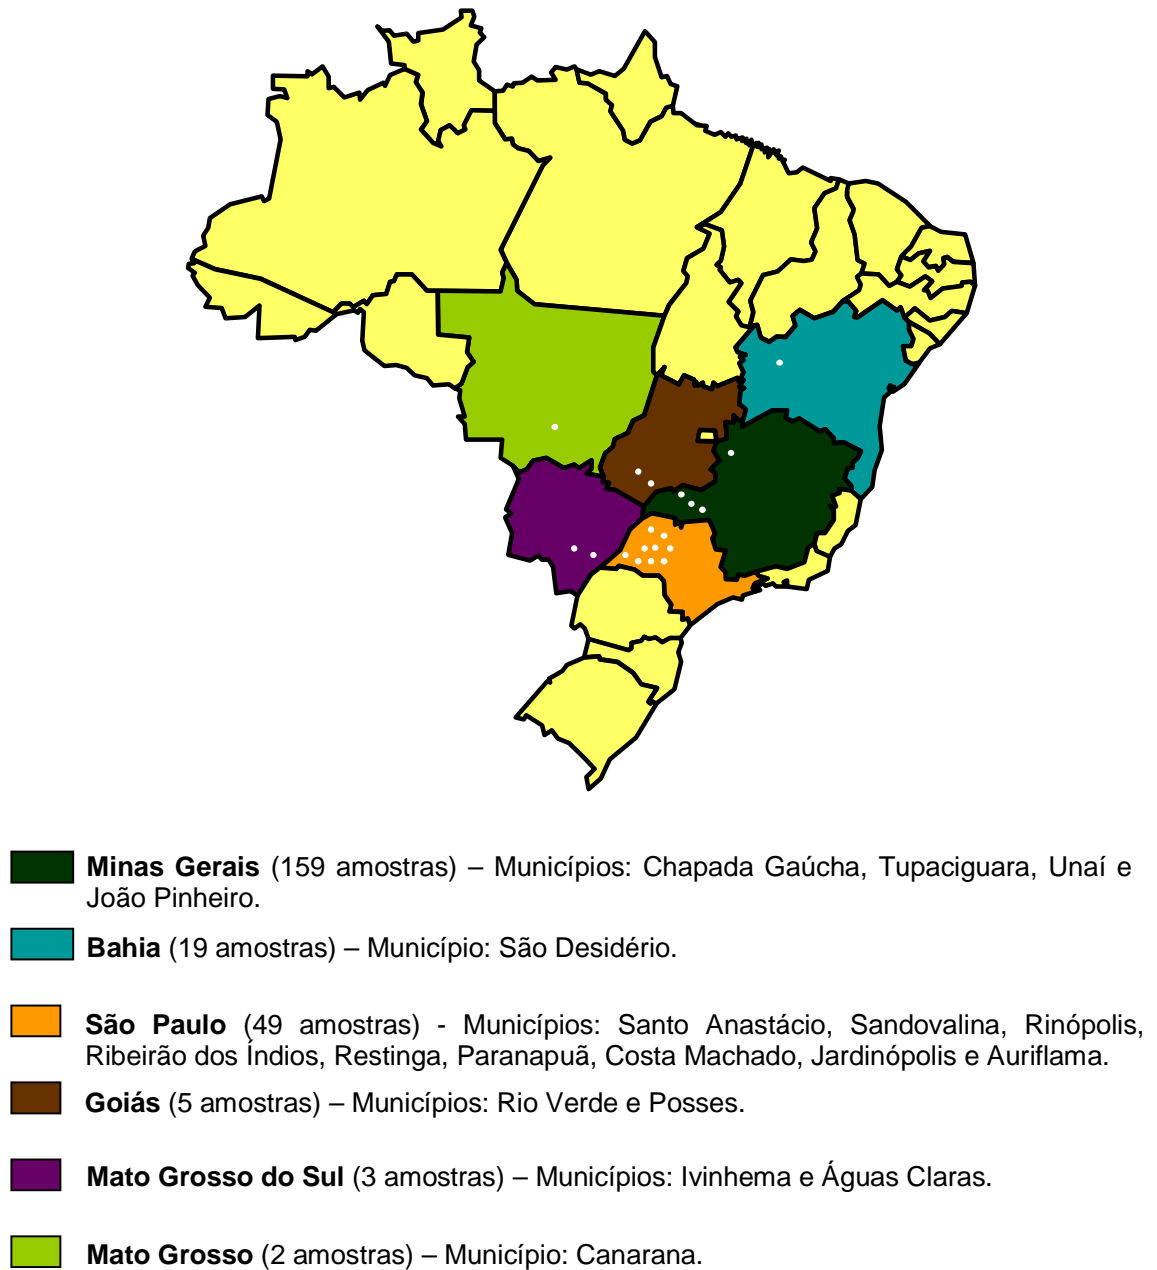 Minas Gerais (159 amostras) – Municípios: Chapada Gaúcha, Tupaciguara, Unaí e
João Pinheiro.
Bahia (19 amostras) – Município: São Desidério.
São Paulo (49 amostras) - Municípios: Santo Anastácio, Sandovalina, Rinópolis,
Ribeirão dos Índios, Restinga, Paranapuã, Costa Machado, Jardinópolis e Auriflama.
Goiás (5 amostras) – Municípios: Rio Verde e Posses.
Mato Grosso do Sul (3 amostras) – Municípios: Ivinhema e Águas Claras.
Mato Grosso (2 amostras) – Município: Canarana.